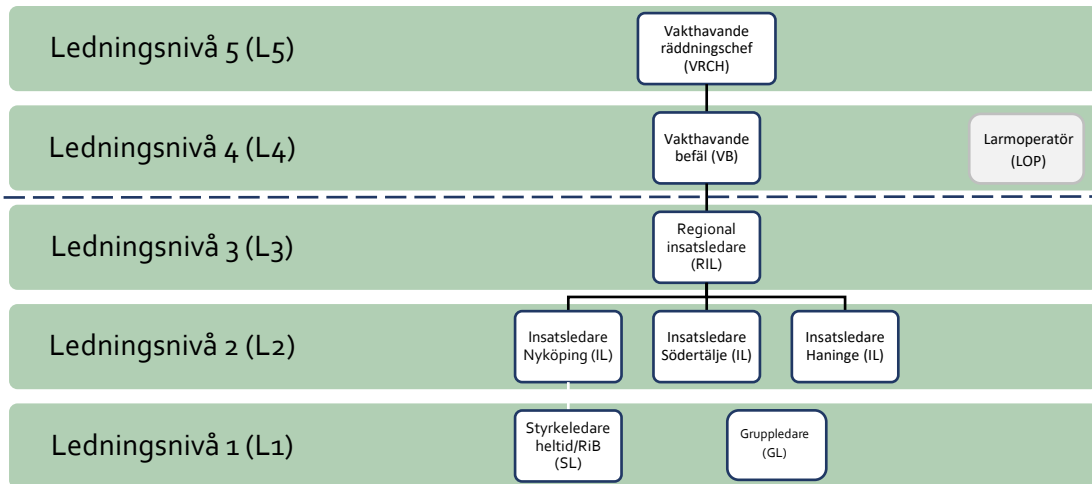 Ledningsnivå 5 (L5)
Vakthavande
räddningschef
(VRCH)
Ledningsnivå 4 (L4)
Vakthavande
befäl (VB)
Larmoperatör
(LOP)
Ledningsnivå 3 (L3)
Regional
insatsledare
(RIL)
Ledningsnivå 2 (L2)
Insatsledare
Nyköping (IL)
Insatsledare
Södertälje (IL)
Insatsledare
Haninge (IL)
Ledningsnivå 1 (L1)
Styrkeledare
heltid/RiB
(SL)
Gruppledare
(GL)